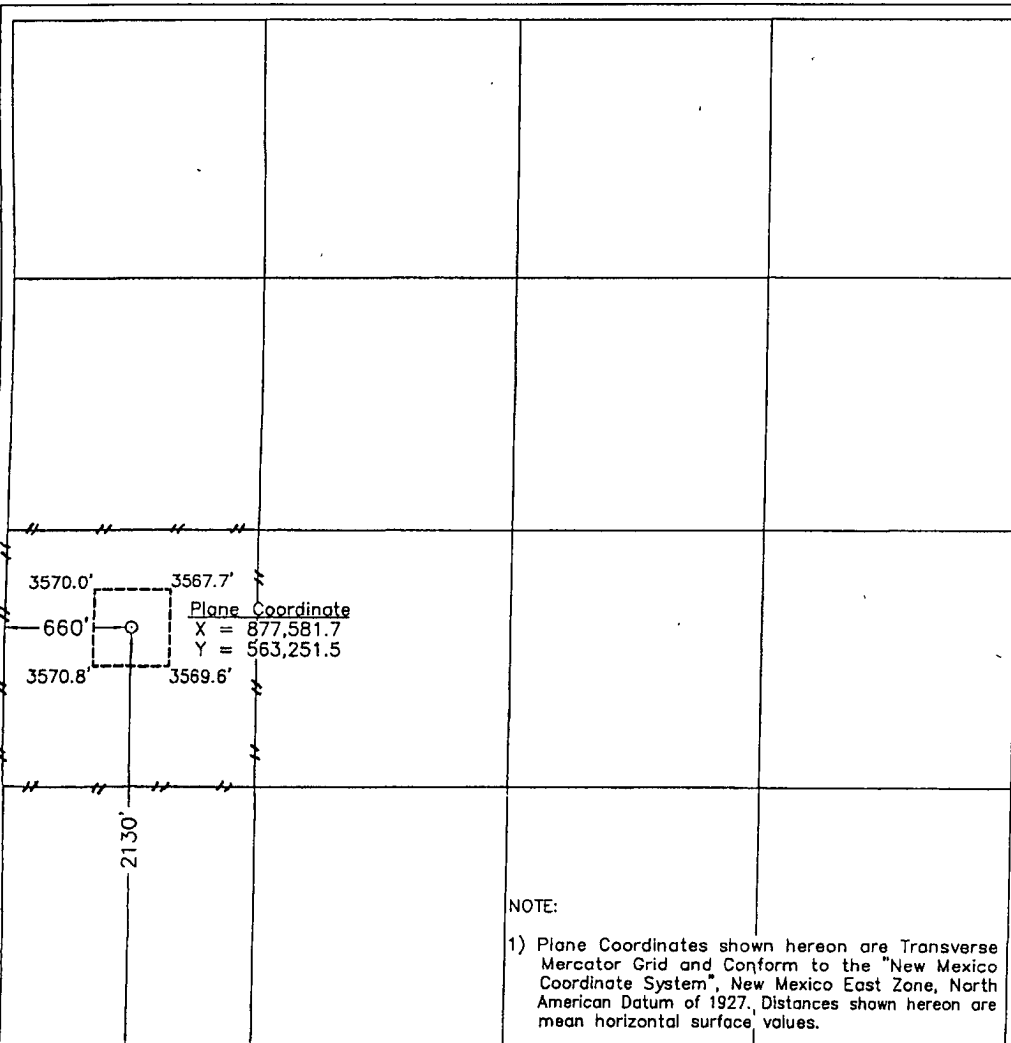 3570.0' 3567.7'
Plane Coordinate
660' X = 877,581.7
Y = 563,251.5
3570.8' 3569.6'
2130'
NOTE:
1) Plane Coordinates shown hereon are Transverse
Mercator Grid and Conform to the "New Mexico
Coordinate System", New Mexico East Zone, North
American Datum of 1927. Distances shown hereon are
mean horizontal surface values.